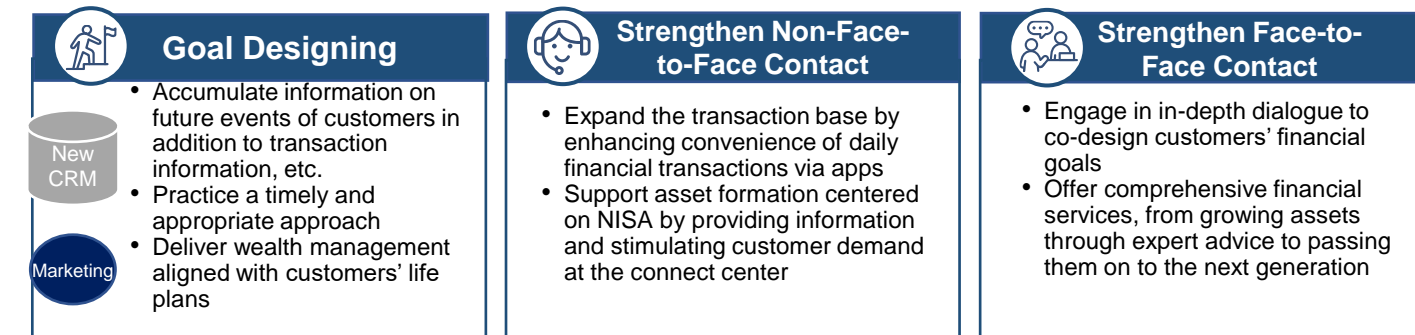 Goal Designing
New
CRM
Marketing
• Accumulate information on
future events of customers in
addition to transaction
information, etc.
• Practice a timely and
appropriate approach
• Deliver wealth management
aligned with customers’ life
plans
Strengthen Non-Face-
to-Face Contact
• Expand the transaction base by
enhancing convenience of daily
financial transactions via apps
• Support asset formation centered
on NISA by providing information
and stimulating customer demand
at the connect center
Strengthen Face-to-
Face Contact
• Engage in in-depth dialogue to
co-design customers’ financial
goals
• Offer comprehensive financial
services, from growing assets
through expert advice to passing
them on to the next generation